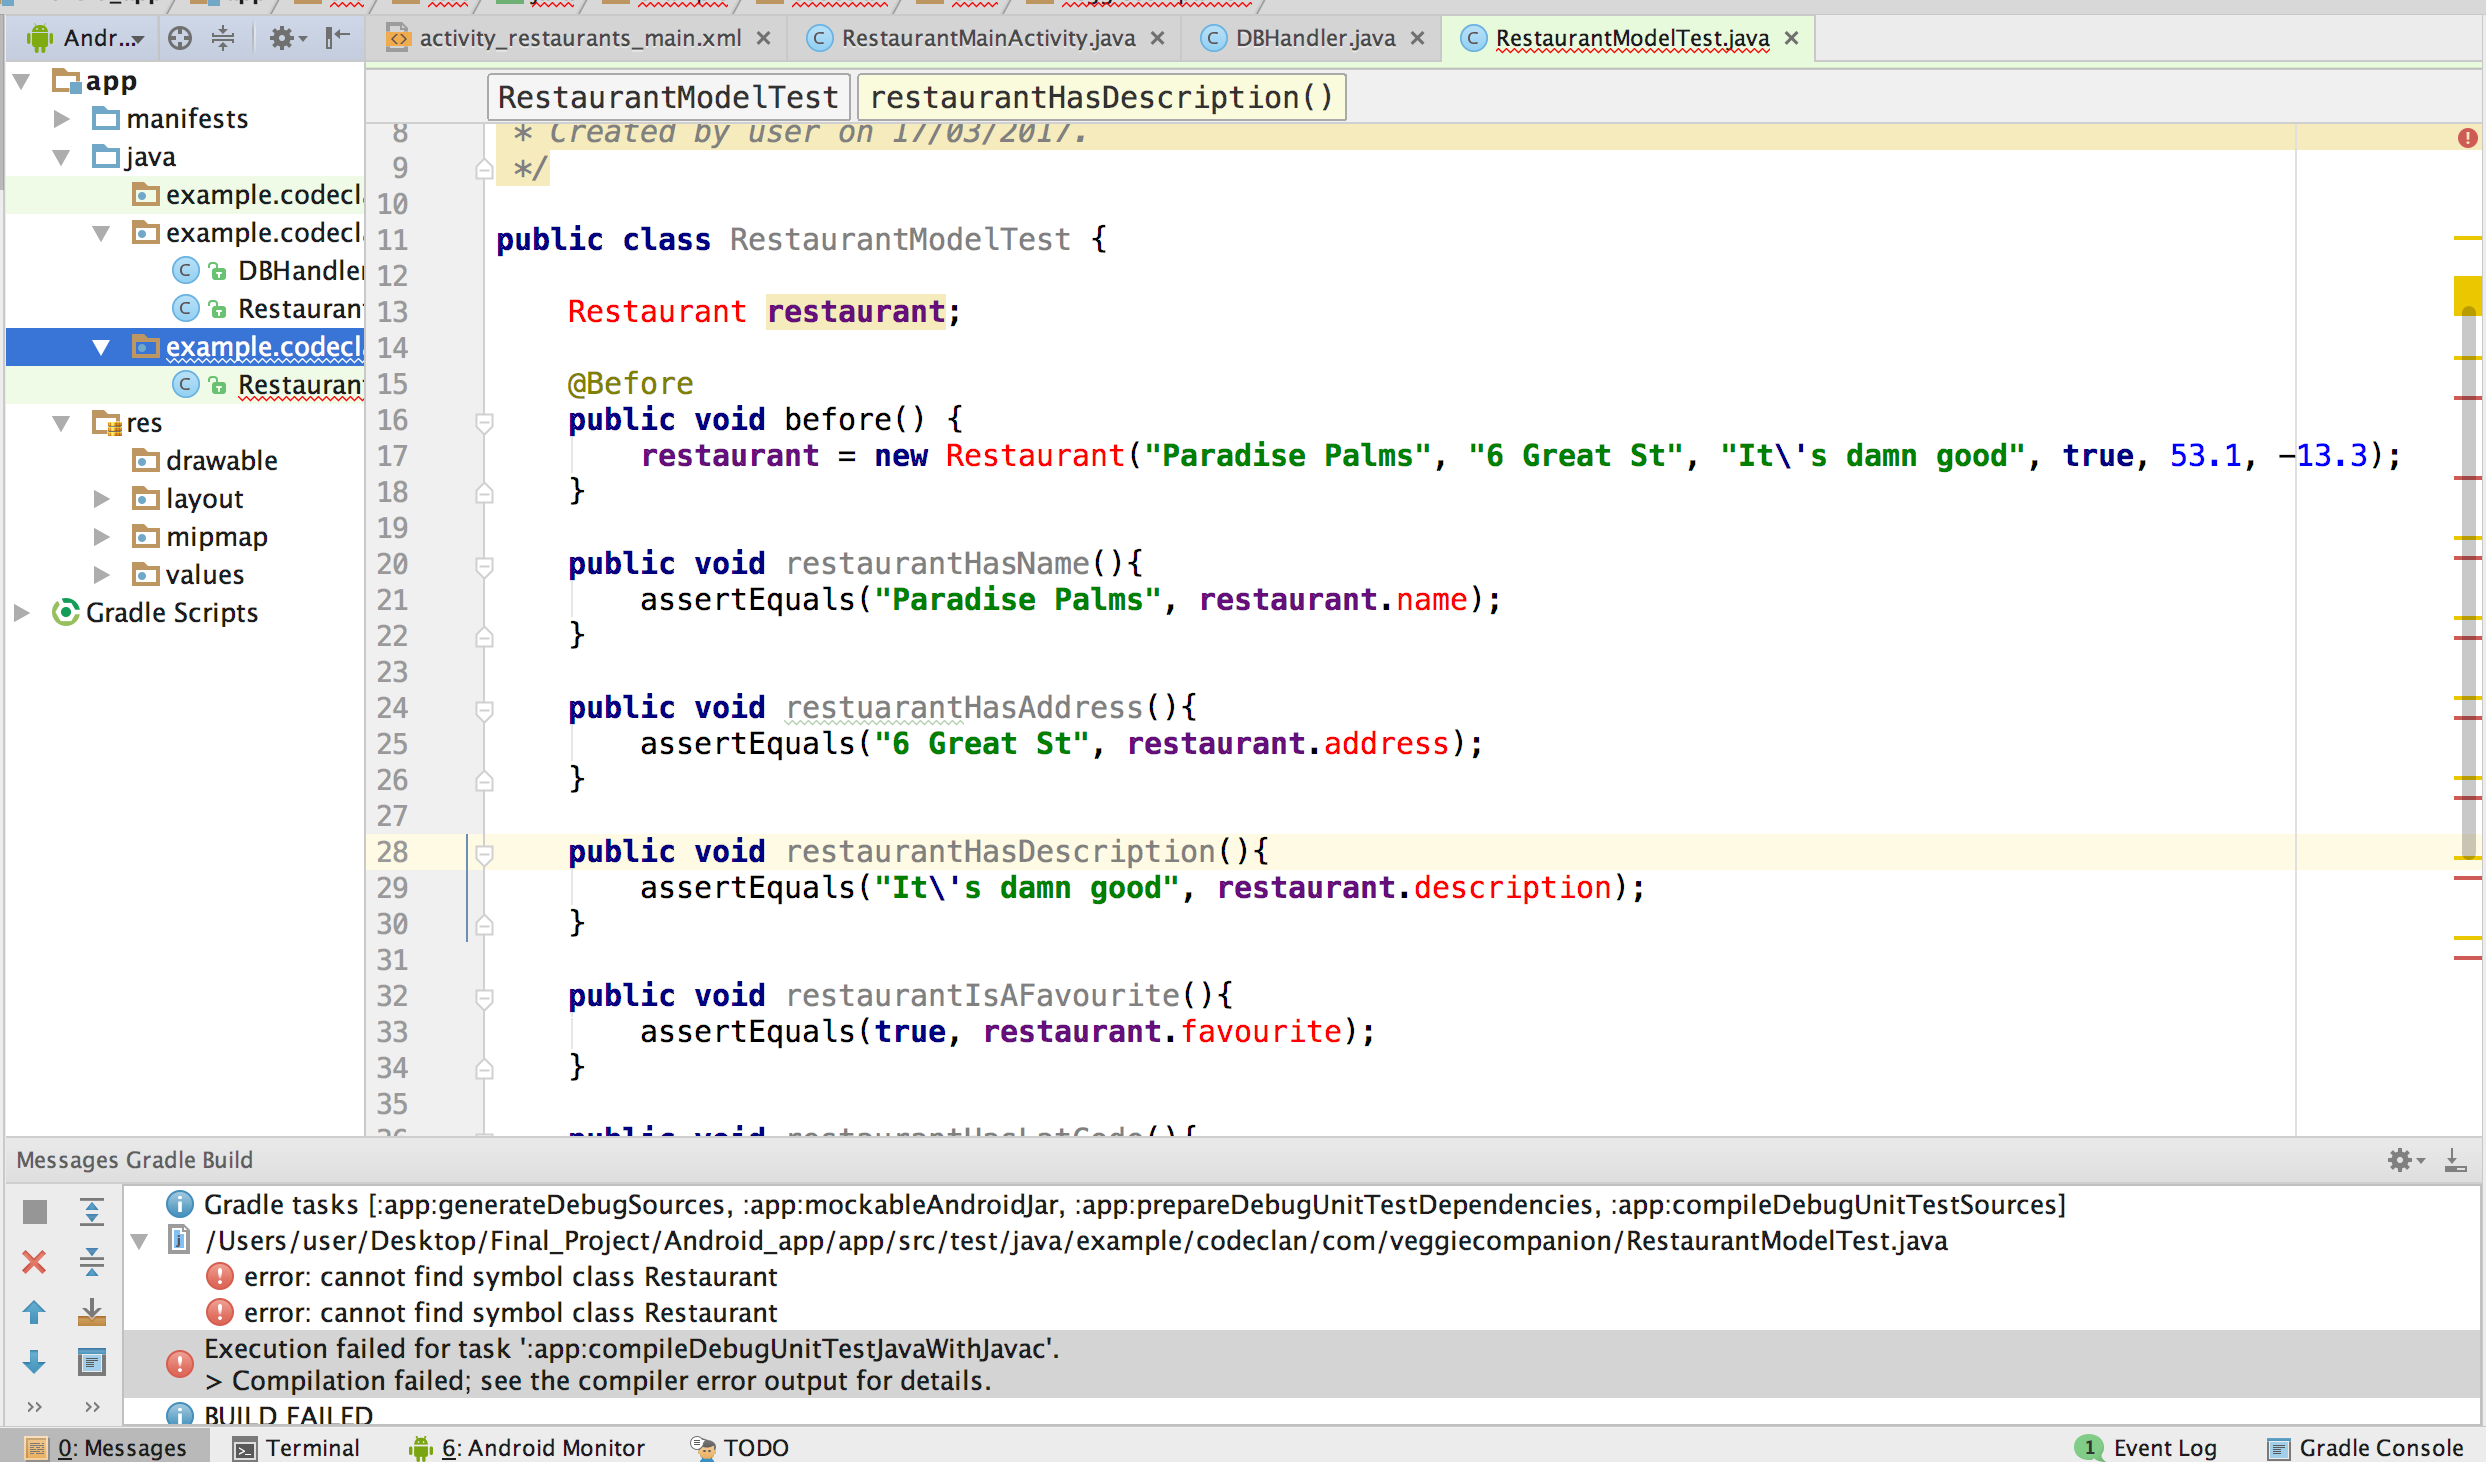 Andr...
activity_restaurants_main.xml
RestaurantMainActivity.java
DBHandler.java
RestaurantModelTest.java
app
manifests
java
example.codecl
example.codecl
DBHandler
Restaurant
example.codecl
Restaurant
res
drawable
layout
mipmap
values
Gradle Scripts
RestaurantModelTest
restaurantHasDescription()
8 * Created by user on 17/03/2017.
9 */
10
11 public class RestaurantModelTest {
12
13 Restaurant restaurant;
14
15 @Before
16 public void before() {
17 restaurant = new Restaurant("Paradise Palms", "6 Great St", "It\'s damn good", true, 53.1, -13.3);
18 }
19
20 public void restaurantHasName(){
21 assertEquals("Paradise Palms", restaurant.name);
22 }
23
24 public void restuarantHasAddress(){
25 assertEquals("6 Great St", restaurant.address);
26 }
27
28 public void restaurantHasDescription(){
29 assertEquals("It\'s damn good", restaurant.description);
30 }
31
32 public void restaurantIsAFavourite(){
33 assertEquals(true, restaurant.favourite);
34 }
35
36 public void restaurantHasLatCode(){
Messages Gradle Build
Gradle tasks [:app:generateDebugSources, :app:mockableAndroidJar, :app:prepareDebugUnitTestDependencies, :app:compileDebugUnitTestSources]
/Users/user/Desktop/Final_Project/Android_app/app/src/test/java/example/codeclan/com/veggiecompanion/RestaurantModelTest.java
error: cannot find symbol class Restaurant
error: cannot find symbol class Restaurant
Execution failed for task ':app:compileDebugUnitTestJavaWithJavac'.
> Compilation failed; see the compiler error output for details.
BUILD FAILED
0: Messages
Terminal
6: Android Monitor
TODO
1 Event Log
Gradle Console